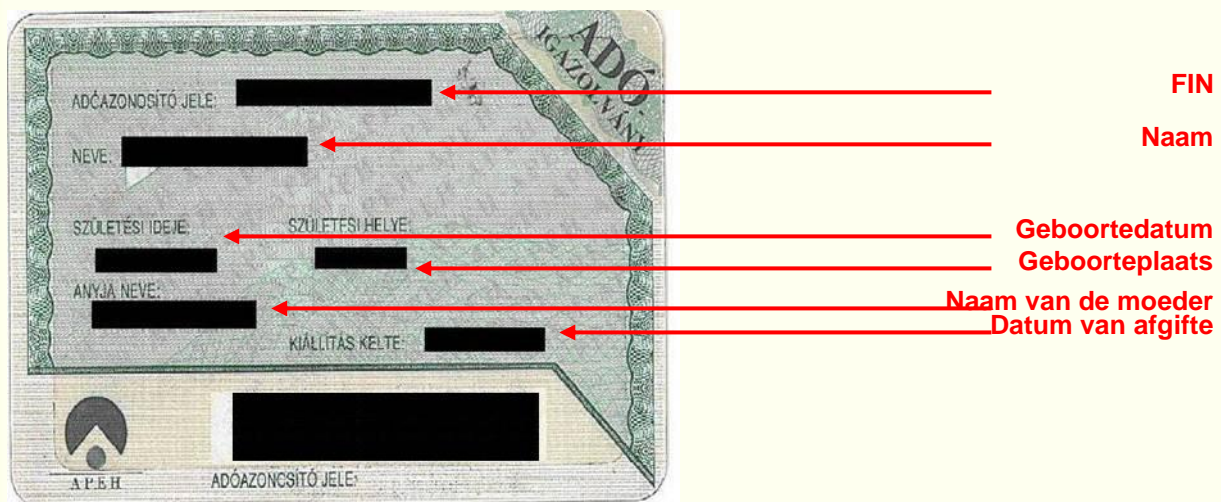 ADÓ-
IGAZOLVÁNY
ADÓAZONOSÍTÓ JELE:
FIN
NEVE:
Naam
SZÜLETÉSI IDEJE:
SZÜLETÉSI HELYE:
Geboortedatum
Geboorteplaats
ANYJA NEVE:
Naam van de moeder
KIÁLLÍTÁS KELTE:
Datum van afgifte
APEH
ADÓAZONOSÍTÓ JELE: